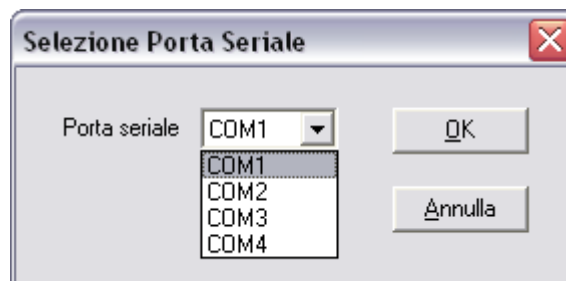 Selezione Porta Seriale
Porta seriale COM1 OK
COM1
COM2
COM3
COM4
Annulla